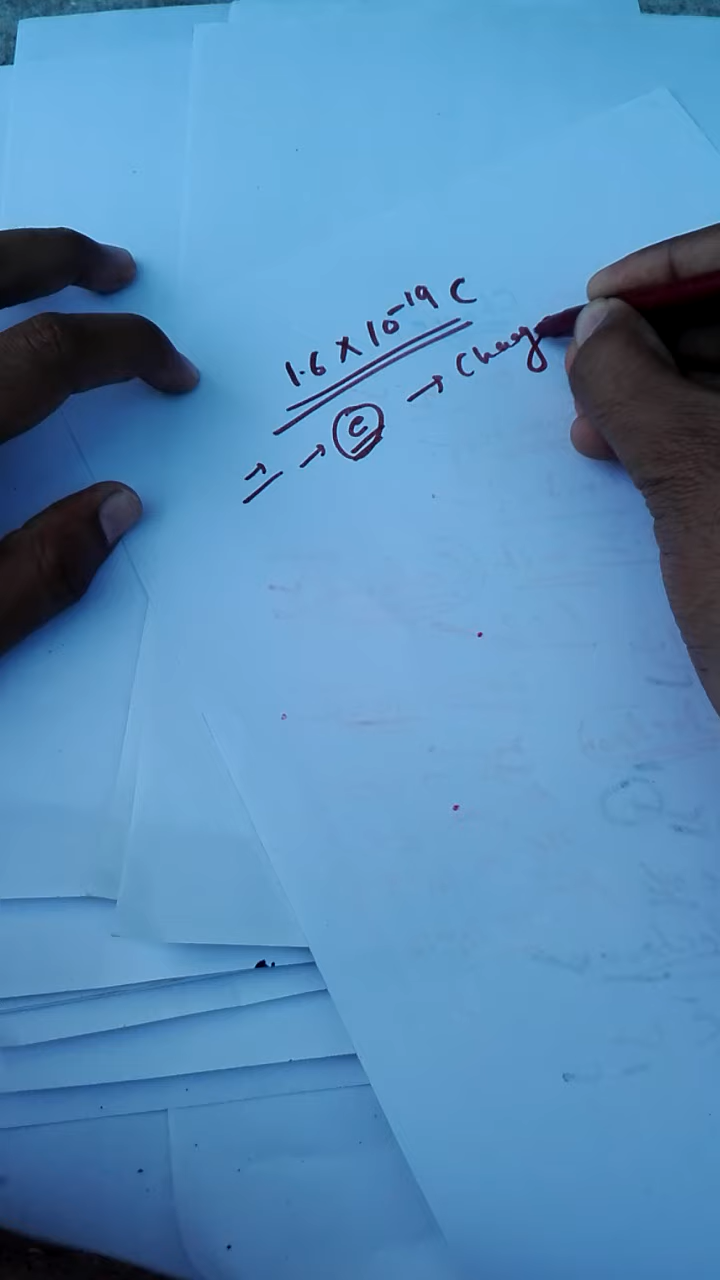 1.6 × 10⁻¹⁹ C
→ → e → Charg